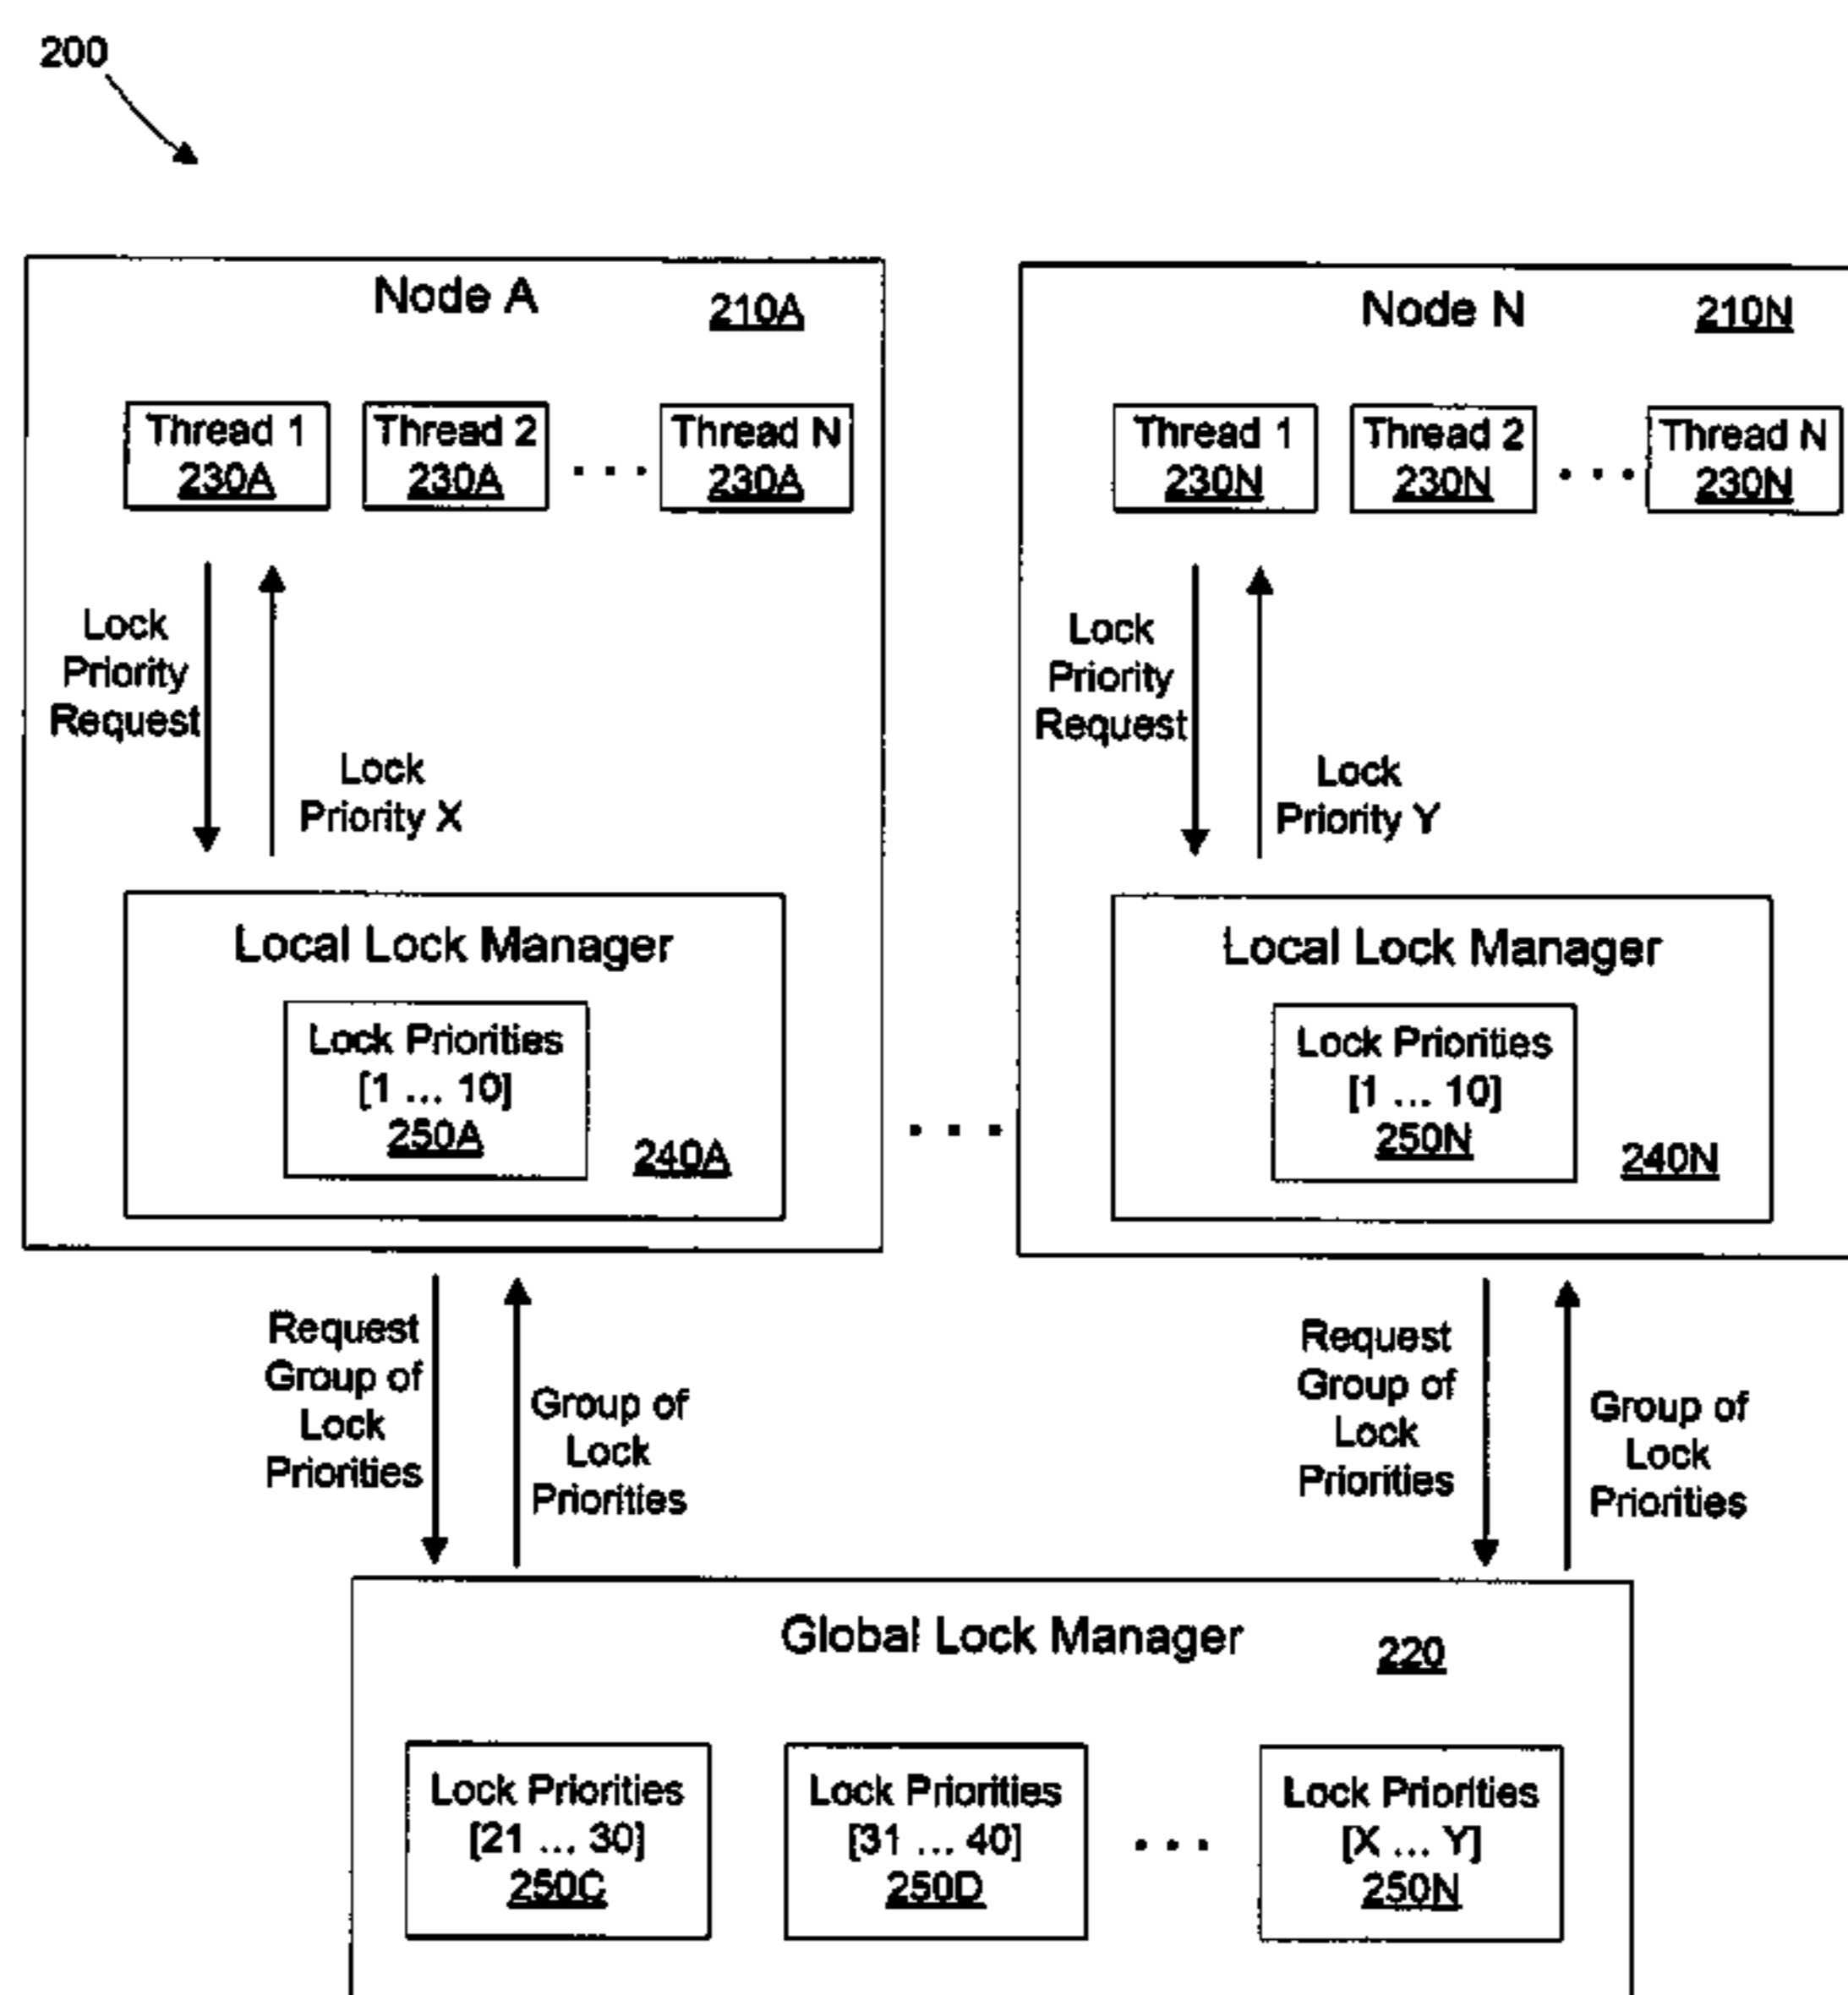 200
Node A
210A
Thread 1
230A
Thread 2
230A
. . .
Thread N
230A
Lock
Priority
Request
Lock
Priority X
Local Lock Manager
Lock Priorities
[1 ... 10]
250A
240A
. . .
Node N
210N
Thread 1
230N
Thread 2
230N
. . .
Thread N
230N
Lock
Priority
Request
Lock
Priority Y
Local Lock Manager
Lock Priorities
[1 ... 10]
250N
240N
Request
Group of
Lock
Priorities
Group of
Lock
Priorities
Request
Group of
Lock
Priorities
Group of
Lock
Priorities
Global Lock Manager
220
Lock Priorities
[21 ... 30]
250C
Lock Priorities
[31 ... 40]
250D
. . .
Lock Priorities
[X ... Y]
250N